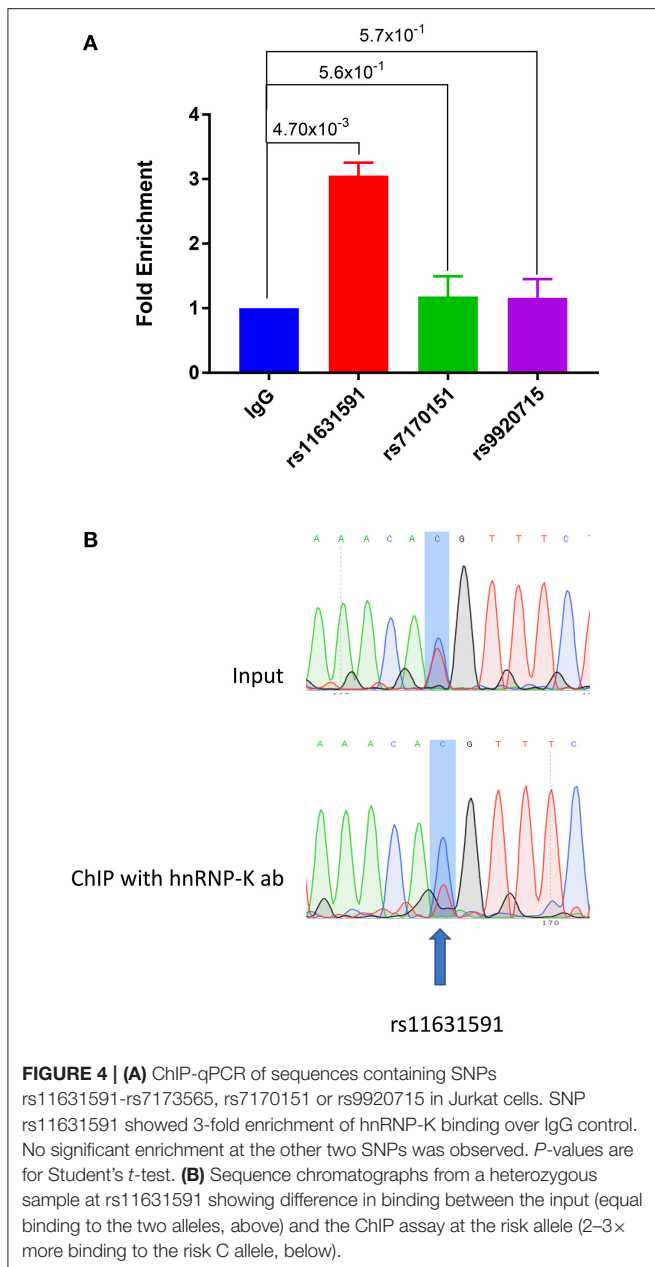 A
5.7x10-1
5.6x10-1
4.70x10-3
4
3
2
1
0
Fold Enrichment
IgG
rs11631591
rs7170151
rs9920715
B
A A A C A C G T T T C
Input
A A A C A C G T T T C
ChIP with hnRNP-K ab
170
rs11631591
FIGURE 4 | (A) ChIP-qPCR of sequences containing SNPs
rs11631591-rs7173565, rs7170151 or rs9920715 in Jurkat cells. SNP
rs11631591 showed 3-fold enrichment of hnRNP-K binding over IgG control.
No significant enrichment at the other two SNPs was observed. P-values are
for Student's t-test. (B) Sequence chromatographs from a heterozygous
sample at rs11631591 showing difference in binding between the input (equal
binding to the two alleles, above) and the ChIP assay at the risk allele (2–3×
more binding to the risk C allele, below).